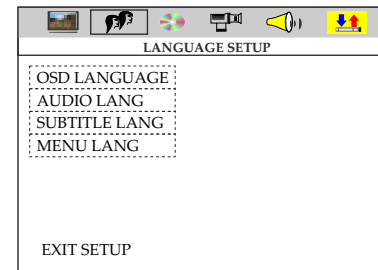 LANGUAGE SETUP
OSD LANGUAGE
AUDIO LANG
SUBTITLE LANG
MENU LANG
EXIT SETUP